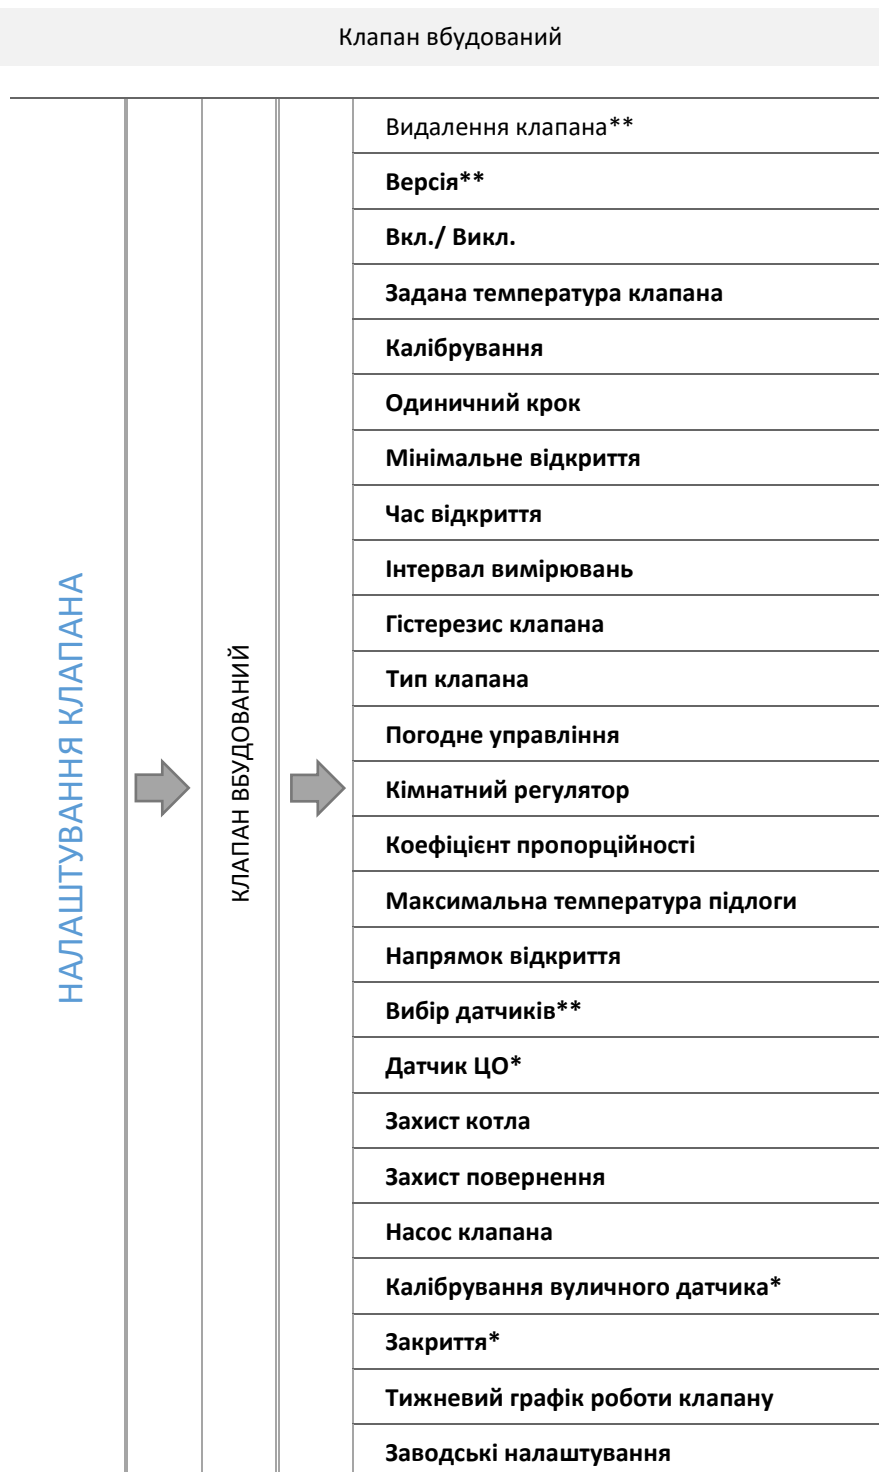 Клапан вбудований
НАЛАШТУВАННЯ КЛАПАНА
КЛАПАН ВБУДОВАНИЙ
Видалення клапана**
Версія**
Вкл./ Викл.
Задана температура клапана
Калібрування
Одиничний крок
Мінімальне відкриття
Час відкриття
Інтервал вимірювань
Гістерезис клапана
Тип клапана
Погодне управління
Кімнатний регулятор
Коефіцієнт пропорційності
Максимальна температура підлоги
Напрямок відкриття
Вибір датчиків**
Датчик ЦО*
Захист котла
Захист повернення
Насос клапана
Калібрування вуличного датчика*
Закриття*
Тижневий графік роботи клапану
Заводські налаштування